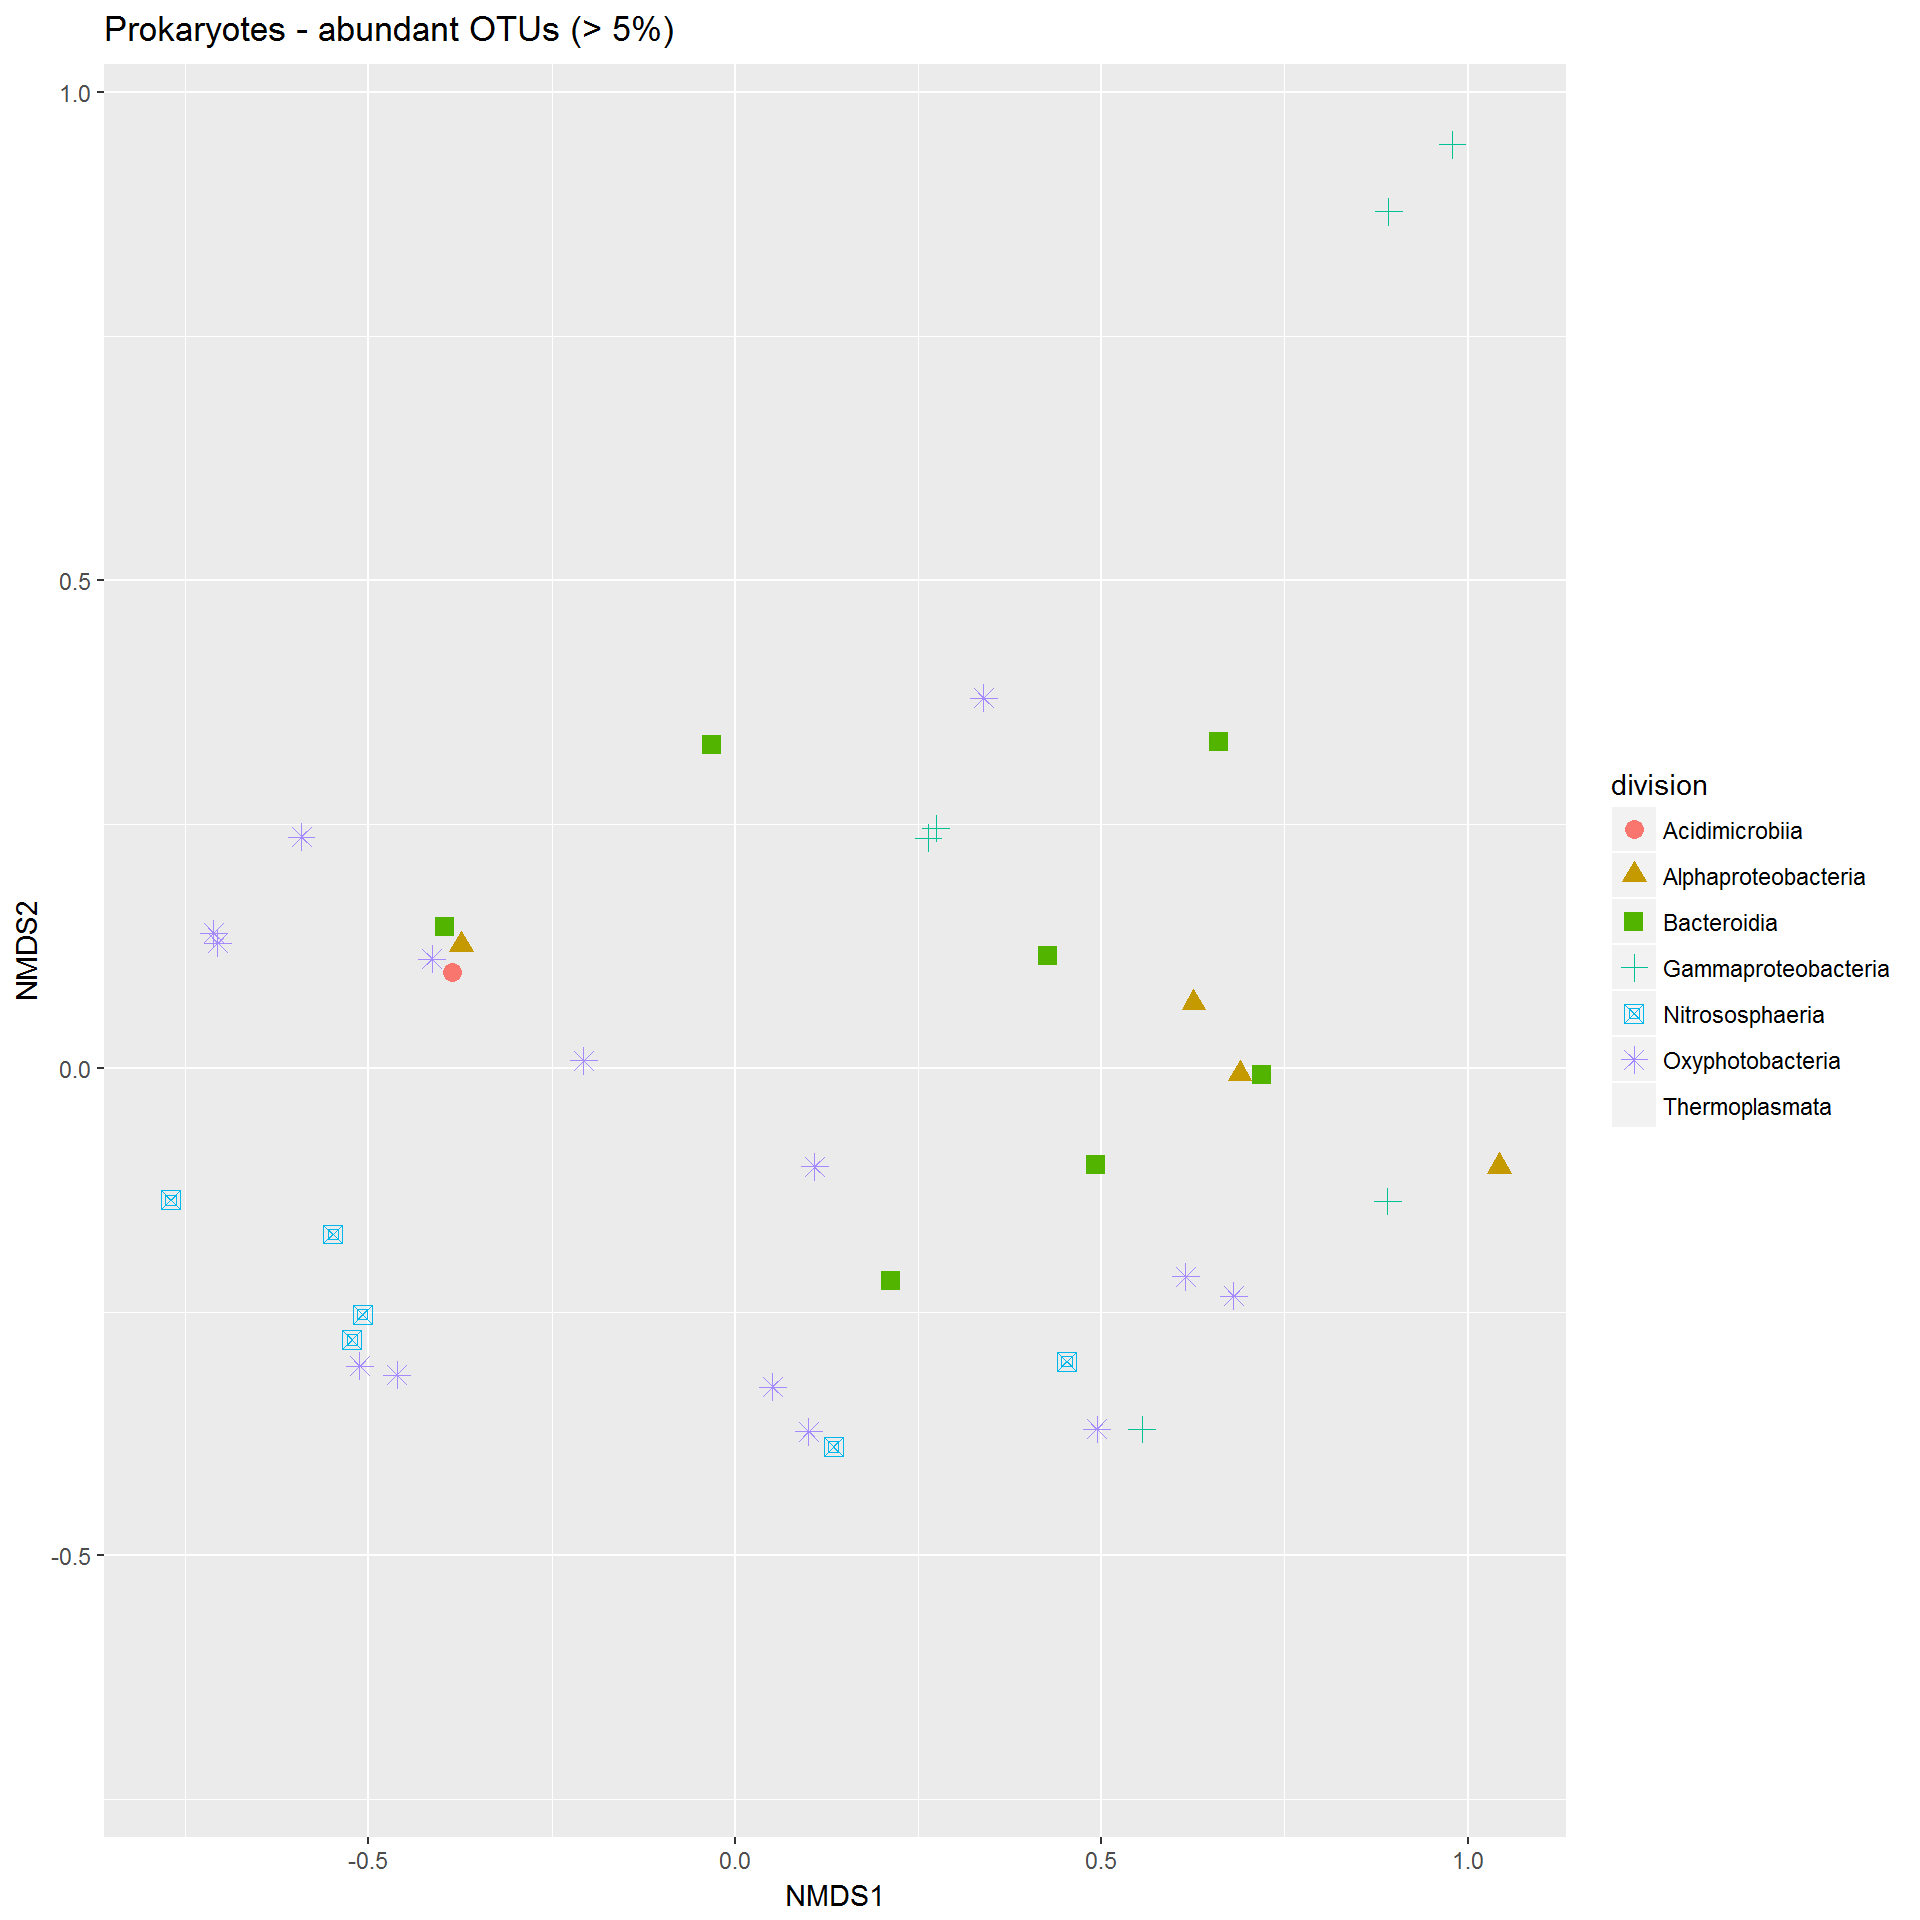 Prokaryotes - abundant OTUs (> 5%)
1.0
0.5
0.0
-0.5
NMDS2
-0.5
0.0
0.5
1.0
NMDS1
division
Acidimicrobiia
Alphaproteobacteria
Bacteroidia
Gammaproteobacteria
Nitrososphaeria
Oxyphotobacteria
Thermoplasmata